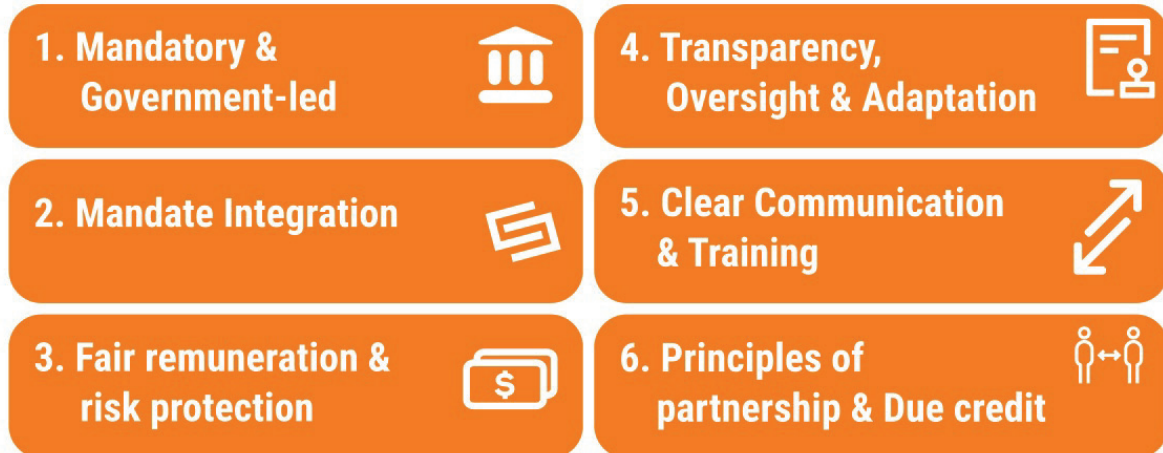 1. Mandatory &
Government-led
2. Mandate Integration
3. Fair remuneration &
risk protection
$
4. Transparency,
Oversight & Adaptation
5. Clear Communication
& Training
6. Principles of
partnership & Due credit